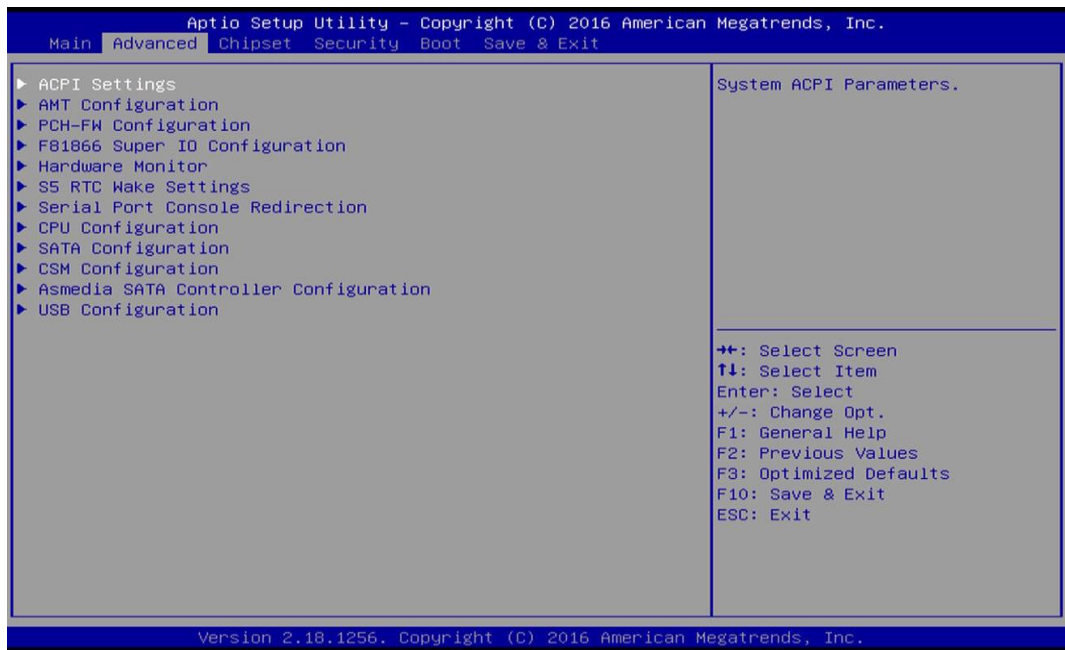 Aptio Setup Utility – Copyright (C) 2016 American Megatrends, Inc.
Main Advanced Chipset Security Boot Save & Exit
▶ ACPI Settings
▶ AMT Configuration
▶ PCH-FW Configuration
▶ F81866 Super IO Configuration
▶ Hardware Monitor
▶ S5 RTC Wake Settings
▶ Serial Port Console Redirection
▶ CPU Configuration
▶ SATA Configuration
▶ CSM Configuration
▶ Asmedia SATA Controller Configuration
▶ USB Configuration
System ACPI Parameters.
→←: Select Screen
↑↓: Select Item
Enter: Select
+/-: Change Opt.
F1: General Help
F2: Previous Values
F3: Optimized Defaults
F10: Save & Exit
ESC: Exit
Version 2.18.1256. Copyright (C) 2016 American Megatrends, Inc.